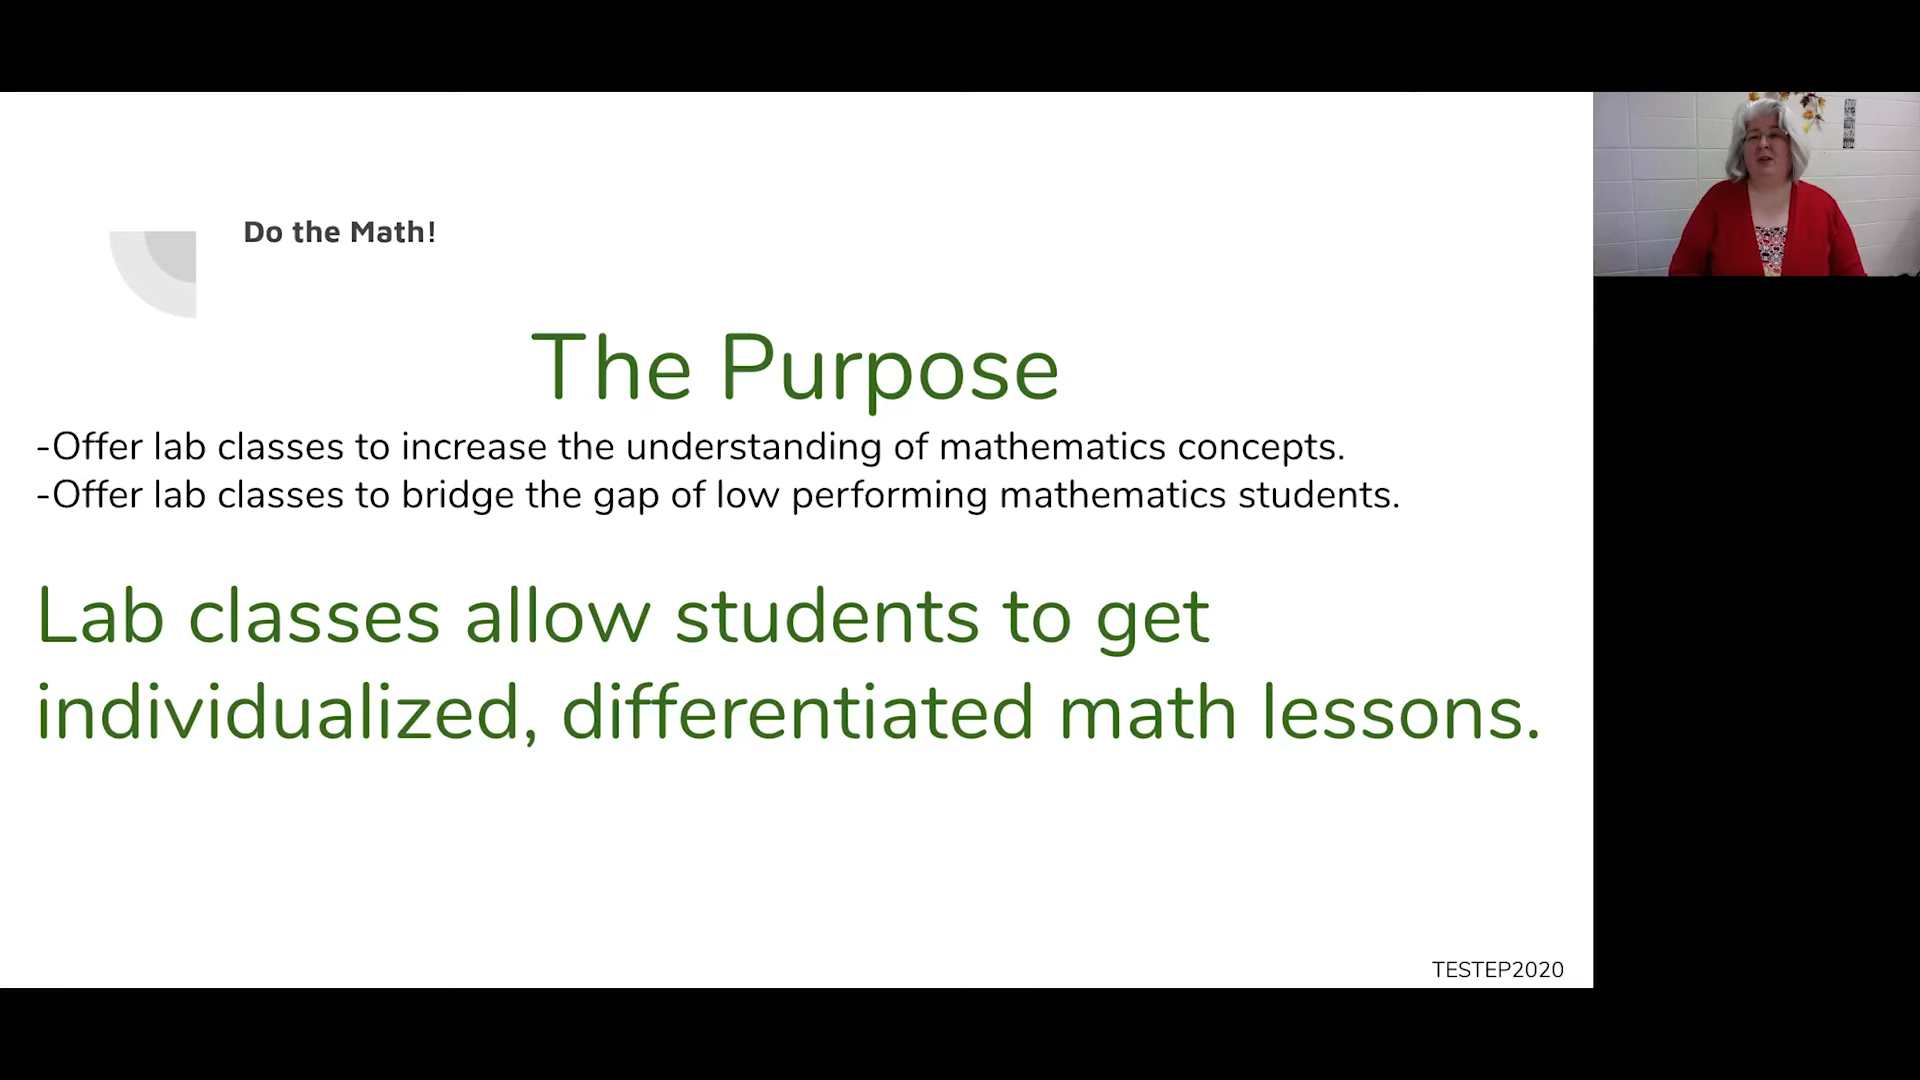 Do the Math!
The Purpose
-Offer lab classes to increase the understanding of mathematics concepts.
-Offer lab classes to bridge the gap of low performing mathematics students.
Lab classes allow students to get
individualized, differentiated math lessons.
TESTEP2020